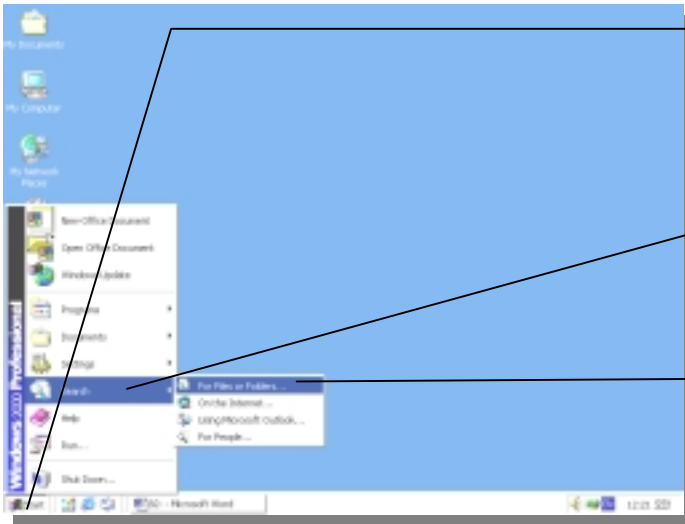 My Documents
My Computer
My Network
Places
New Office Document
Open Office Document
Windows Update
Programs
Documents
Settings
Search
Help
Run...
Shut Down...
Windows 2000 Professional
For Files or Folders...
On the Internet...
Using Microsoft Outlook...
For People...
Start
- Microsoft Word
12:21